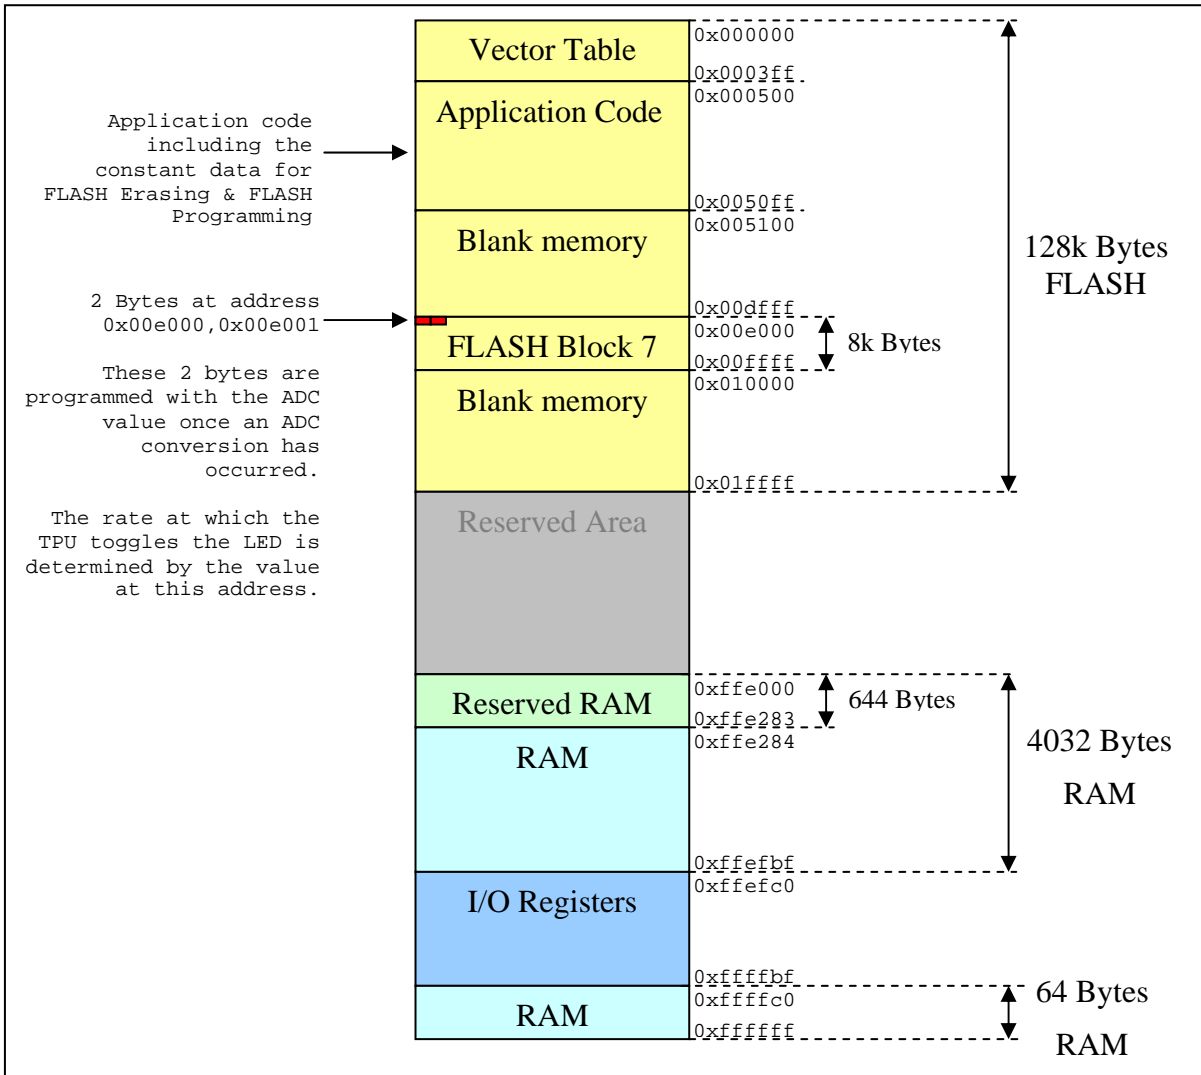 Vector Table
0x000000
0x0003ff
Application Code
0x000500
0x0050ff
Application code
including the
constant data for
FLASH Erasing & FLASH
Programming
Blank memory
0x005100
0x00dfff
128k Bytes
FLASH
2 Bytes at address
0x00e000,0x00e001
FLASH Block 7
0x00e000
0x00ffff
8k Bytes
These 2 bytes are
programmed with the ADC
value once an ADC
conversion has
occurred.
Blank memory
0x010000
0x01ffff
The rate at which the
TPU toggles the LED is
determined by the value
at this address.
Reserved Area
Reserved RAM
0xffe000
0xffe283
644 Bytes
RAM
0xffe284
0xffefbf
4032 Bytes
RAM
I/O Registers
0xffefc0
0xffffbf
RAM
0xffffc0
0xffffff
64 Bytes
RAM